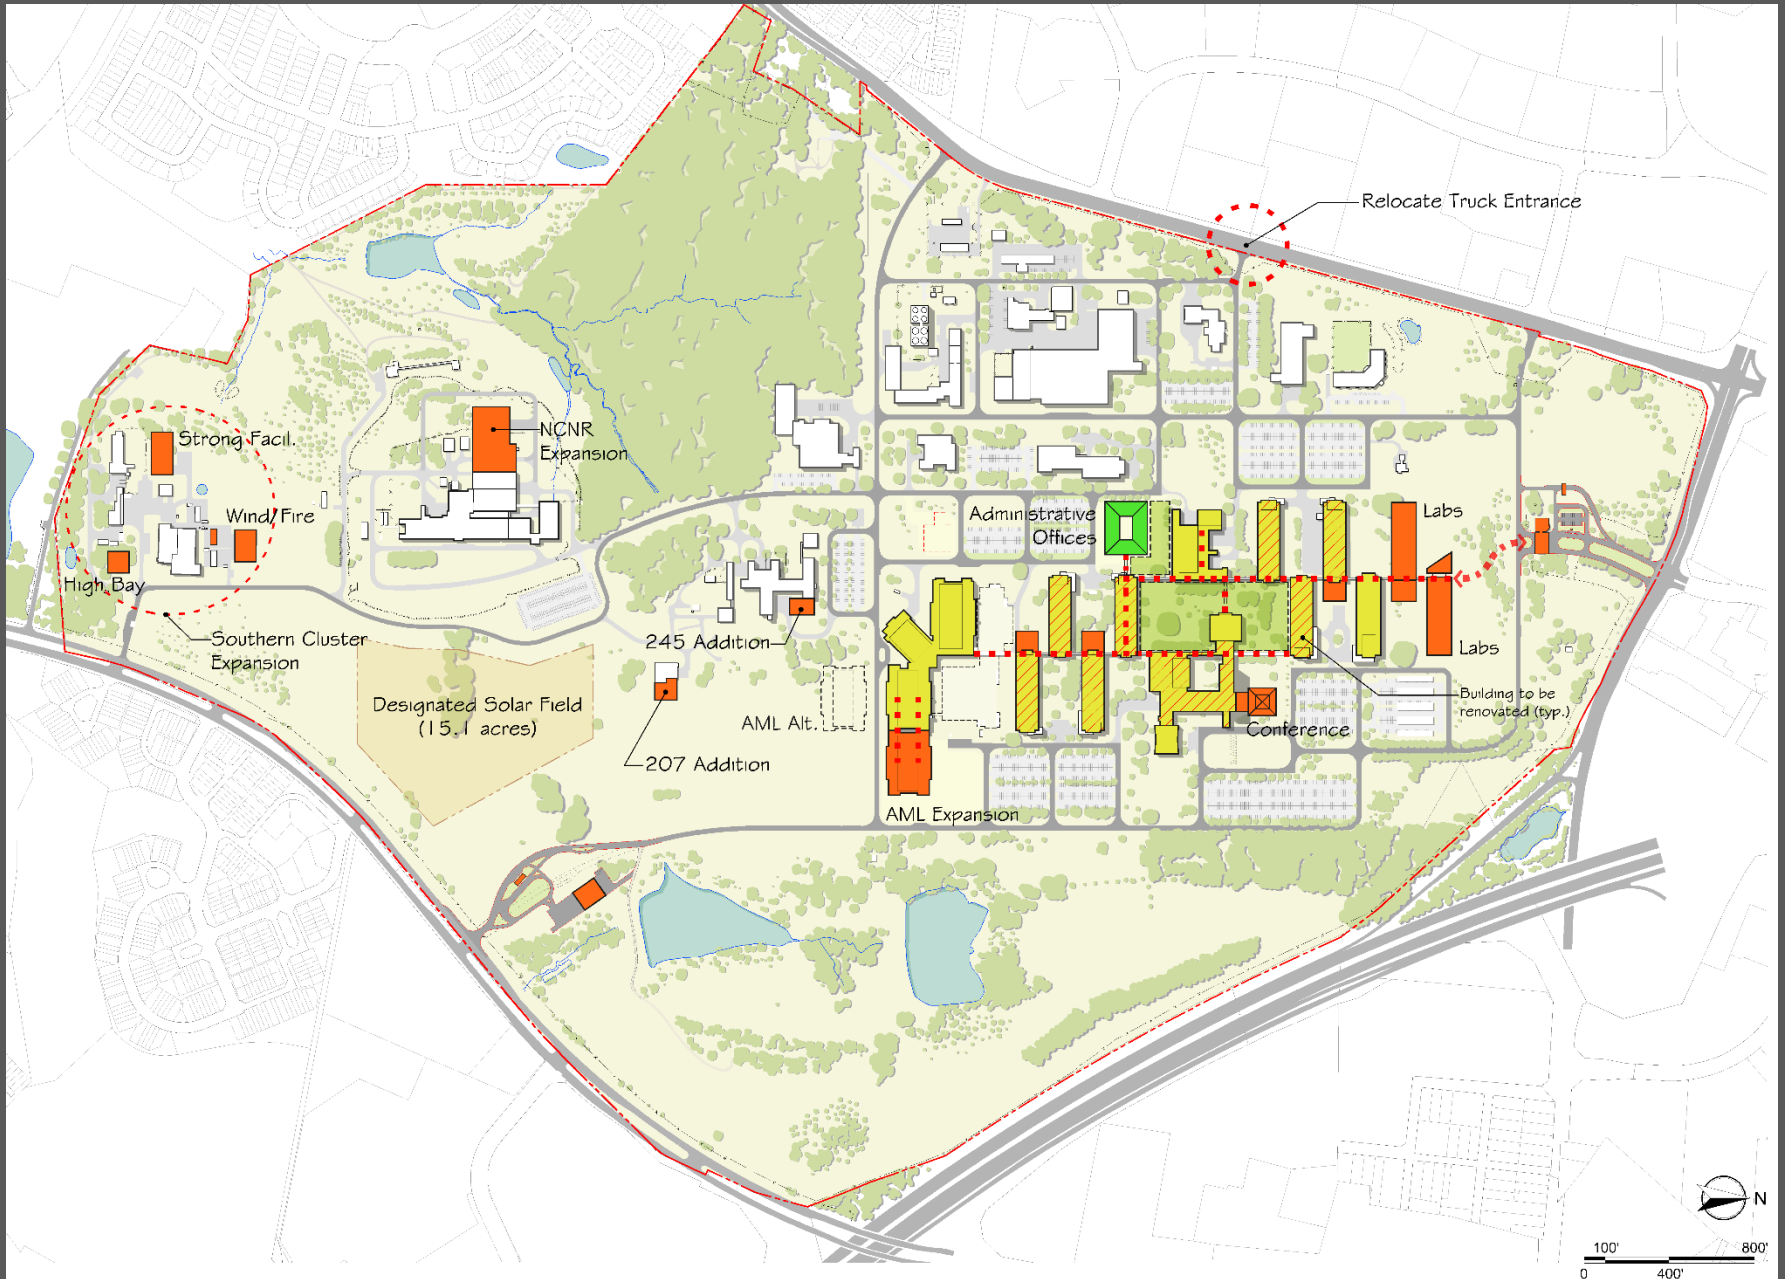 Relocate Truck Entrance
Strong Facil.
NCNR
Expansion
Wind/Fire
High Bay
Administrative
Offices
Labs
Southern Cluster
Expansion
245 Addition
Labs
Designated Solar Field
(15.1 acres)
Building to be
renovated (typ.)
AML Alt.
Conference
207 Addition
AML Expansion
N
100'
800'
0
400'